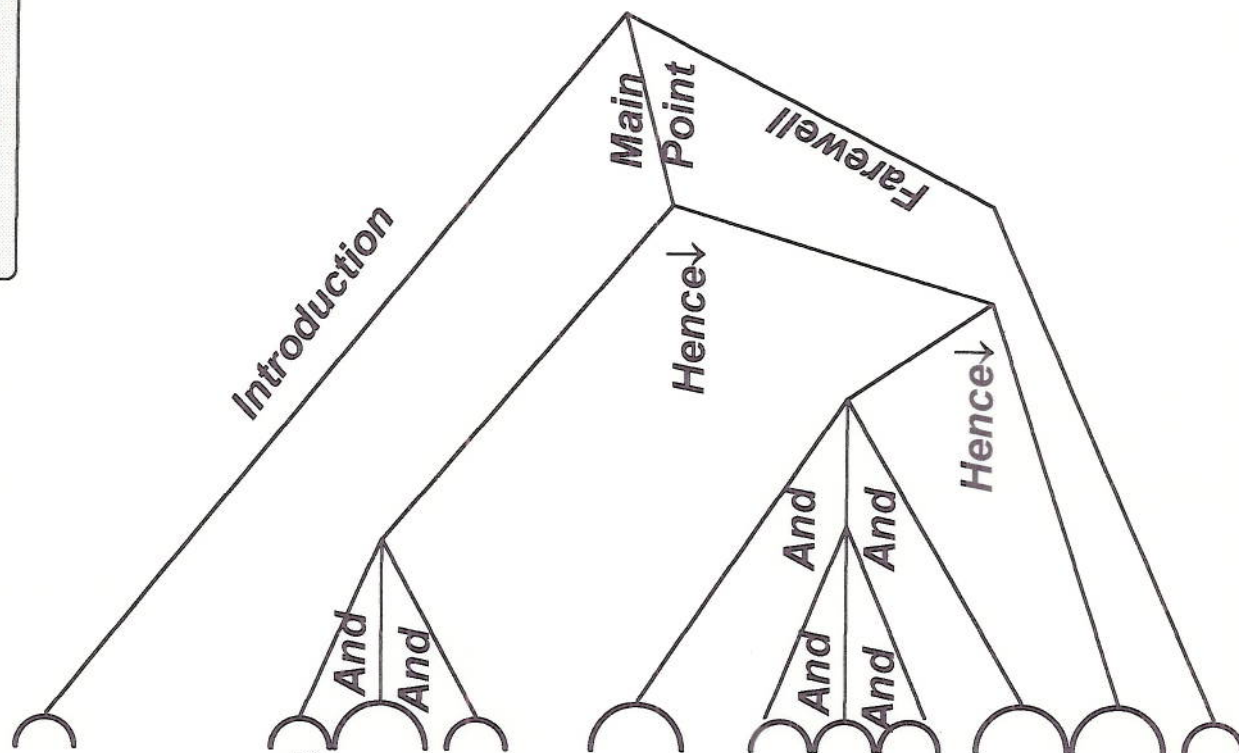 Introduction
Main
Point
Farewell
Hence↓
Hence↓
And
And
And
And
And
And